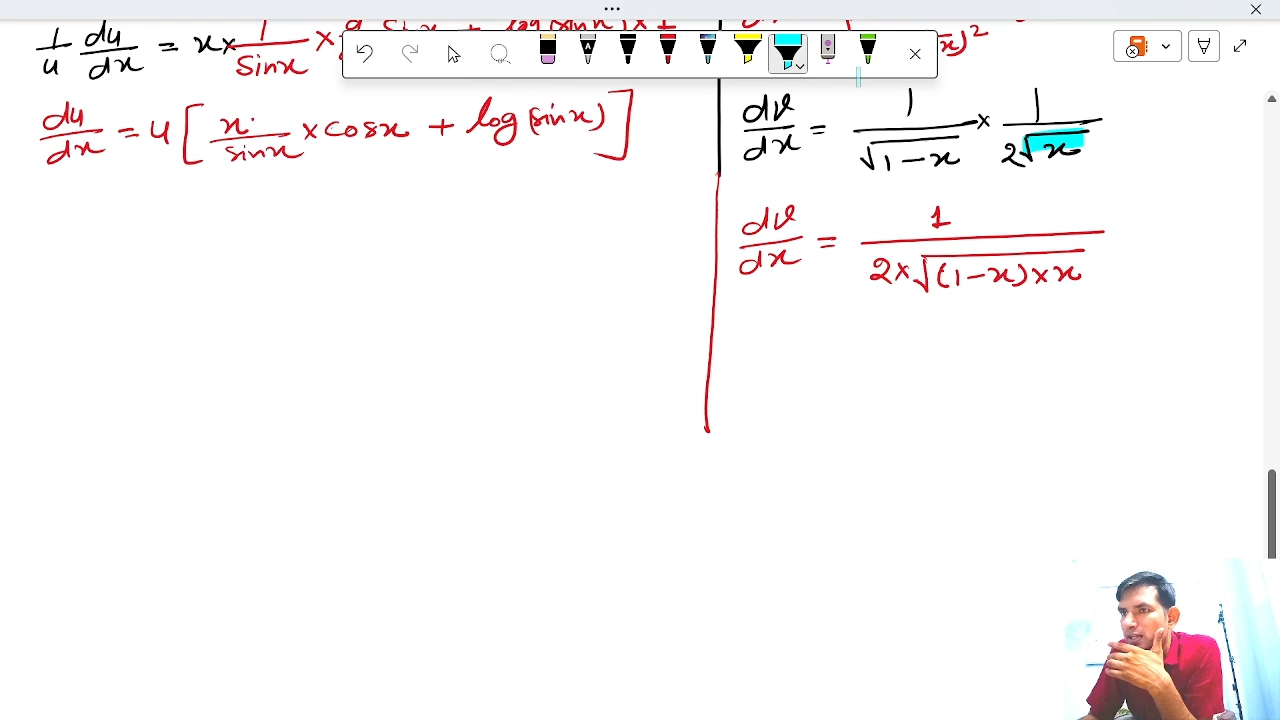 1/u du/dx = x × 1/Sinx ×
du/dx = u [ x/sinx × cosx + log(sinx) ]
dv/dx = 1/√(1−x) × 1/(2√x)
dv/dx = 1/(2×√((1−x)×x))